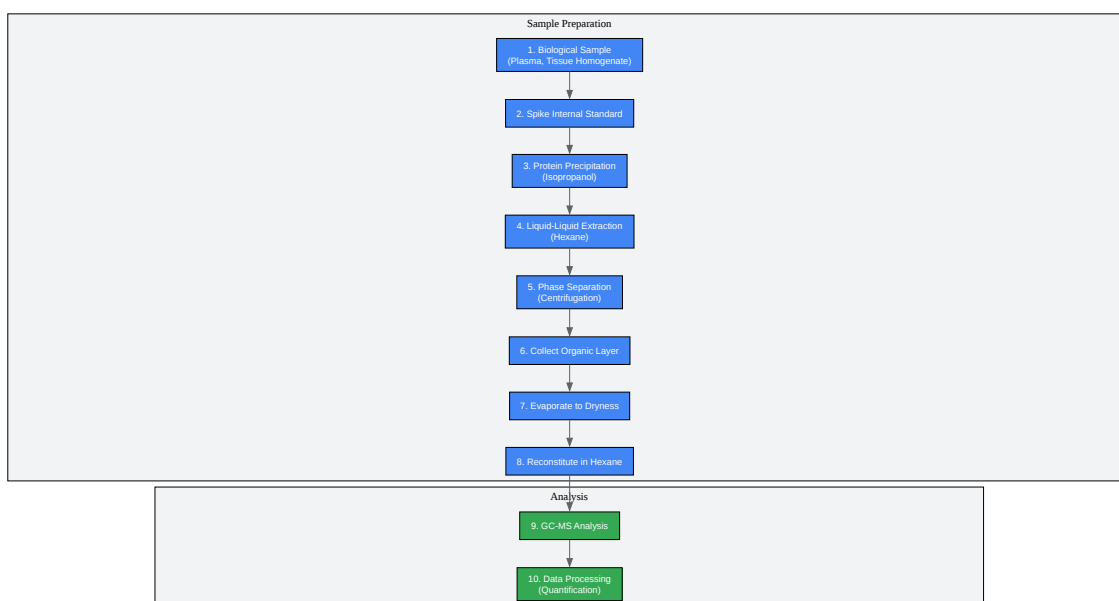 Sample Preparation
1. Biological Sample
(Plasma, Tissue Homogenate)
2. Spike Internal Standard
3. Protein Precipitation
(Isopropanol)
4. Liquid-Liquid Extraction
(Hexane)
5. Phase Separation
(Centrifugation)
6. Collect Organic Layer
7. Evaporate to Dryness
8. Reconstitute in Hexane
Analysis
9. GC-MS Analysis
10. Data Processing
(Quantification)